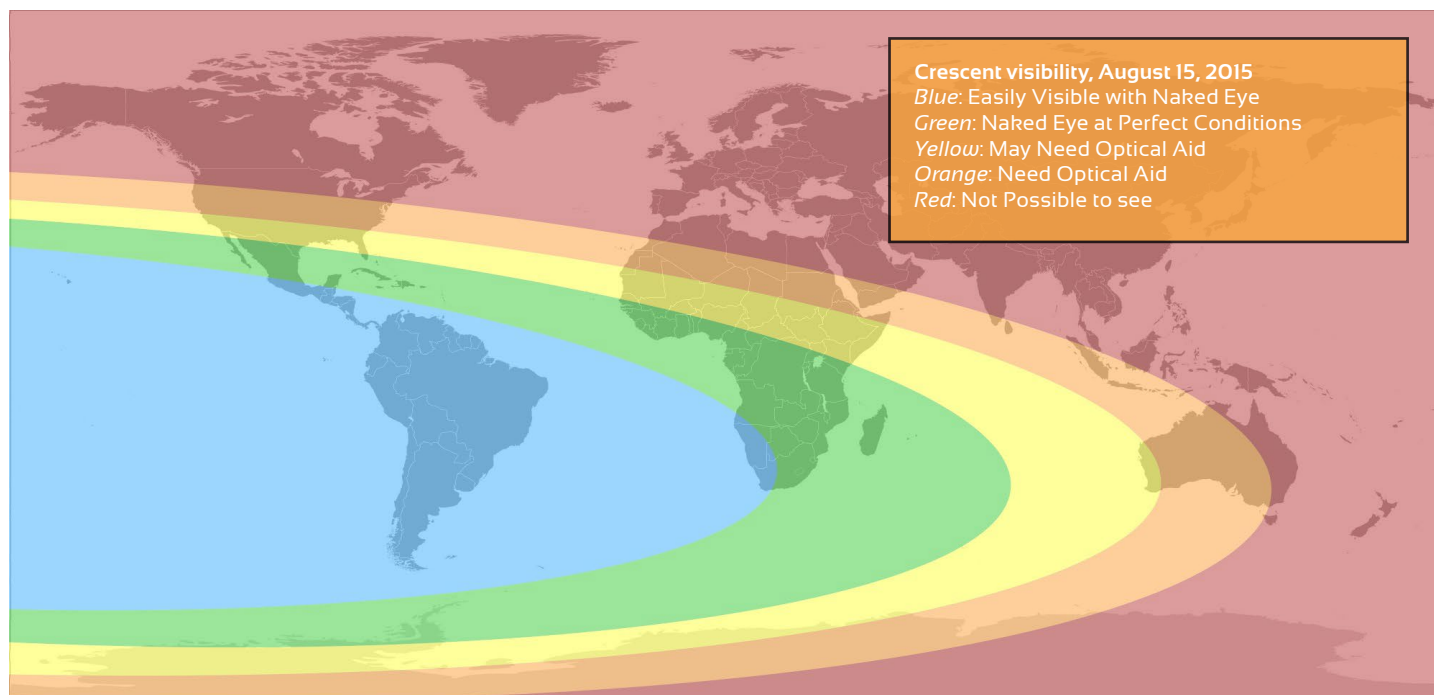 Crescent visibility, August 15, 2015
Blue: Easily Visible with Naked Eye
Green: Naked Eye at Perfect Conditions
Yellow: May Need Optical Aid
Orange: Need Optical Aid
Red: Not Possible to see